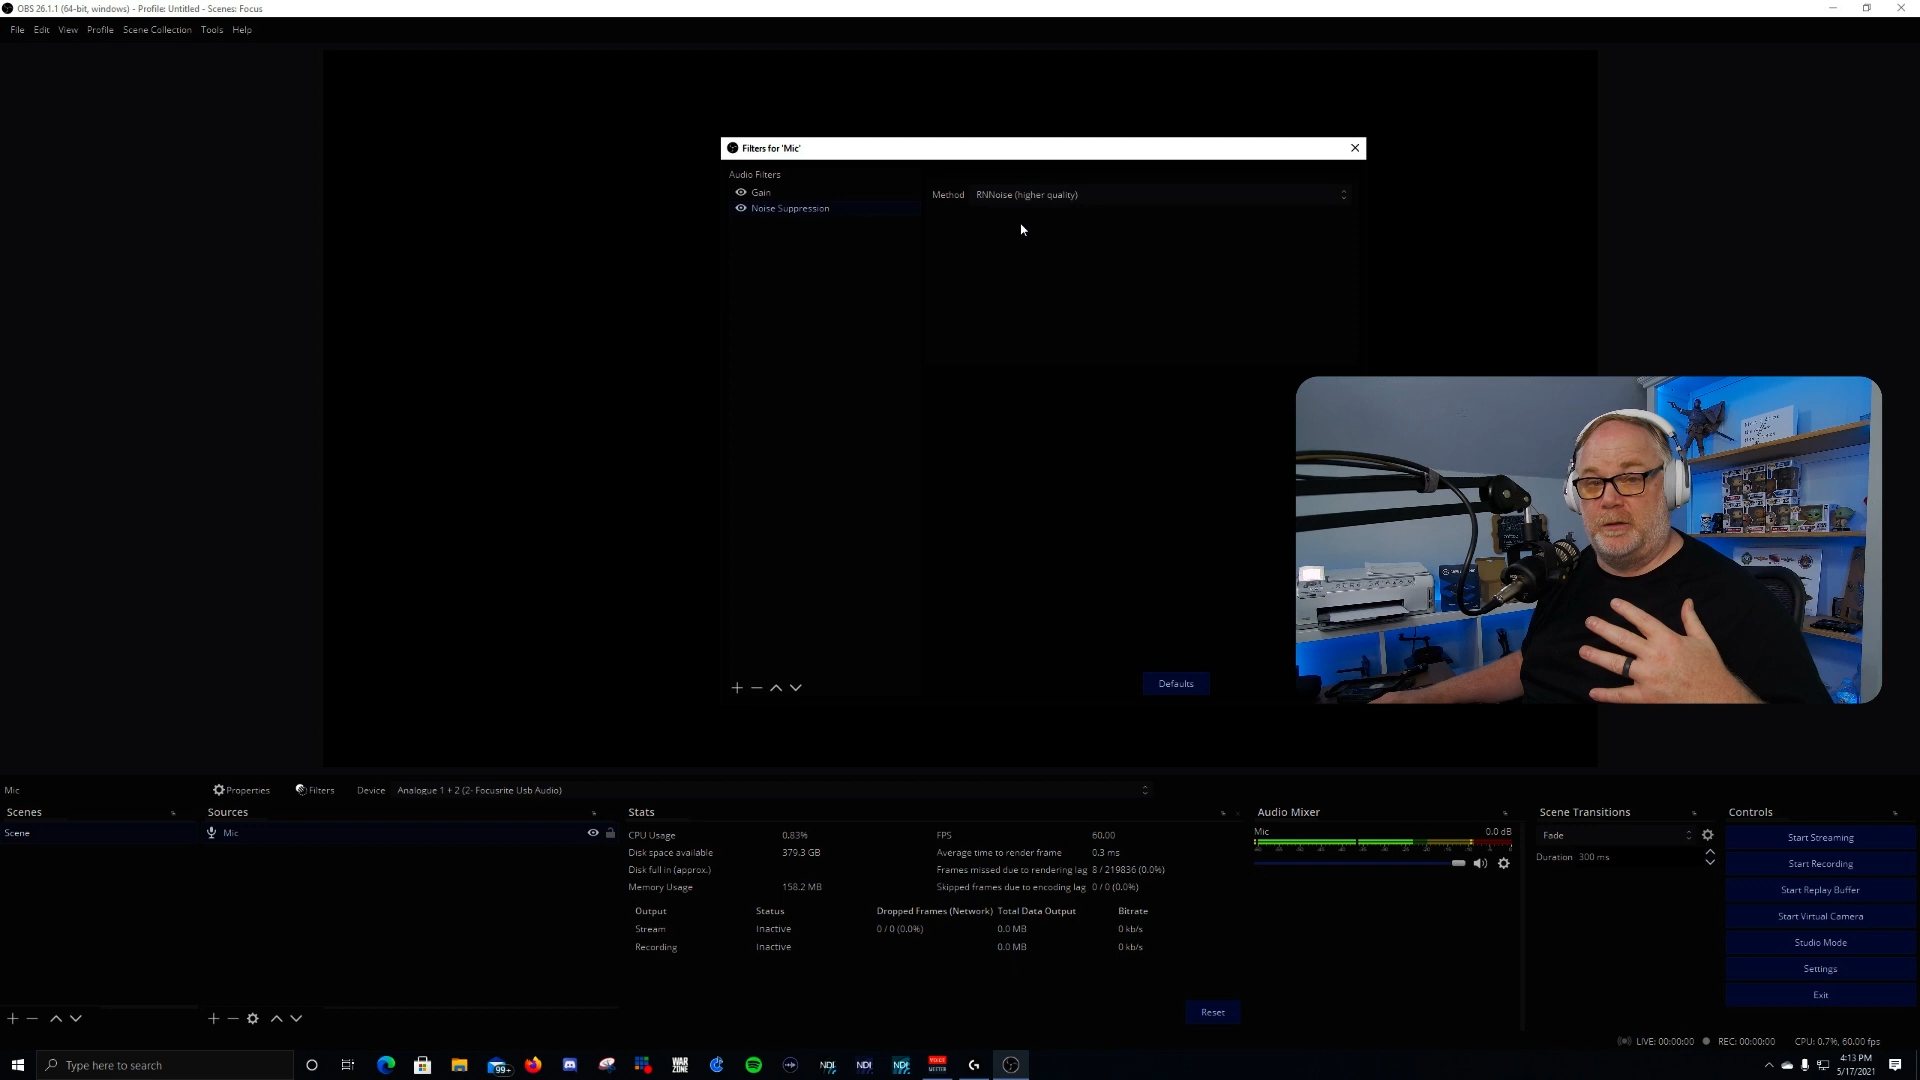 OBS 26.1.1 (64-bit, windows) - Profile: Untitled - Scenes: Focus
File Edit View Profile Scene Collection Tools Help
Filters for 'Mic'
Audio Filters
Gain
Noise Suppression
Method RNNoise (higher quality)
Defaults
Mic Properties Filters Device Analogue 1 + 2 (2- Focusrite Usb Audio)
Scenes
Scene
Sources
Mic
Stats
CPU Usage 0.83% FPS 60.00
Disk space available 379.3 GB Average time to render frame 0.3 ms
Disk full in (approx.) Frames missed due to rendering lag 8 / 219836 (0.0%)
Memory Usage 158.2 MB Skipped frames due to encoding lag 0 / 0 (0.0%)
Output Status Dropped Frames (Network) Total Data Output Bitrate
Stream Inactive 0 / 0 (0.0%) 0.0 MB 0 kb/s
Recording Inactive 0.0 MB 0 kb/s
Reset
Audio Mixer
Mic 0.0 dB
Scene Transitions
Fade
Duration 300 ms
Controls
Start Streaming
Start Recording
Start Replay Buffer
Start Virtual Camera
Studio Mode
Settings
Exit
LIVE: 00:00:00 REC: 00:00:00 CPU: 0.7%, 60.00 fps
Type here to search
99+
WAR
ZONE
NDI
NDI
NDI
VOICE
MEETER
4:13 PM
5/17/2021